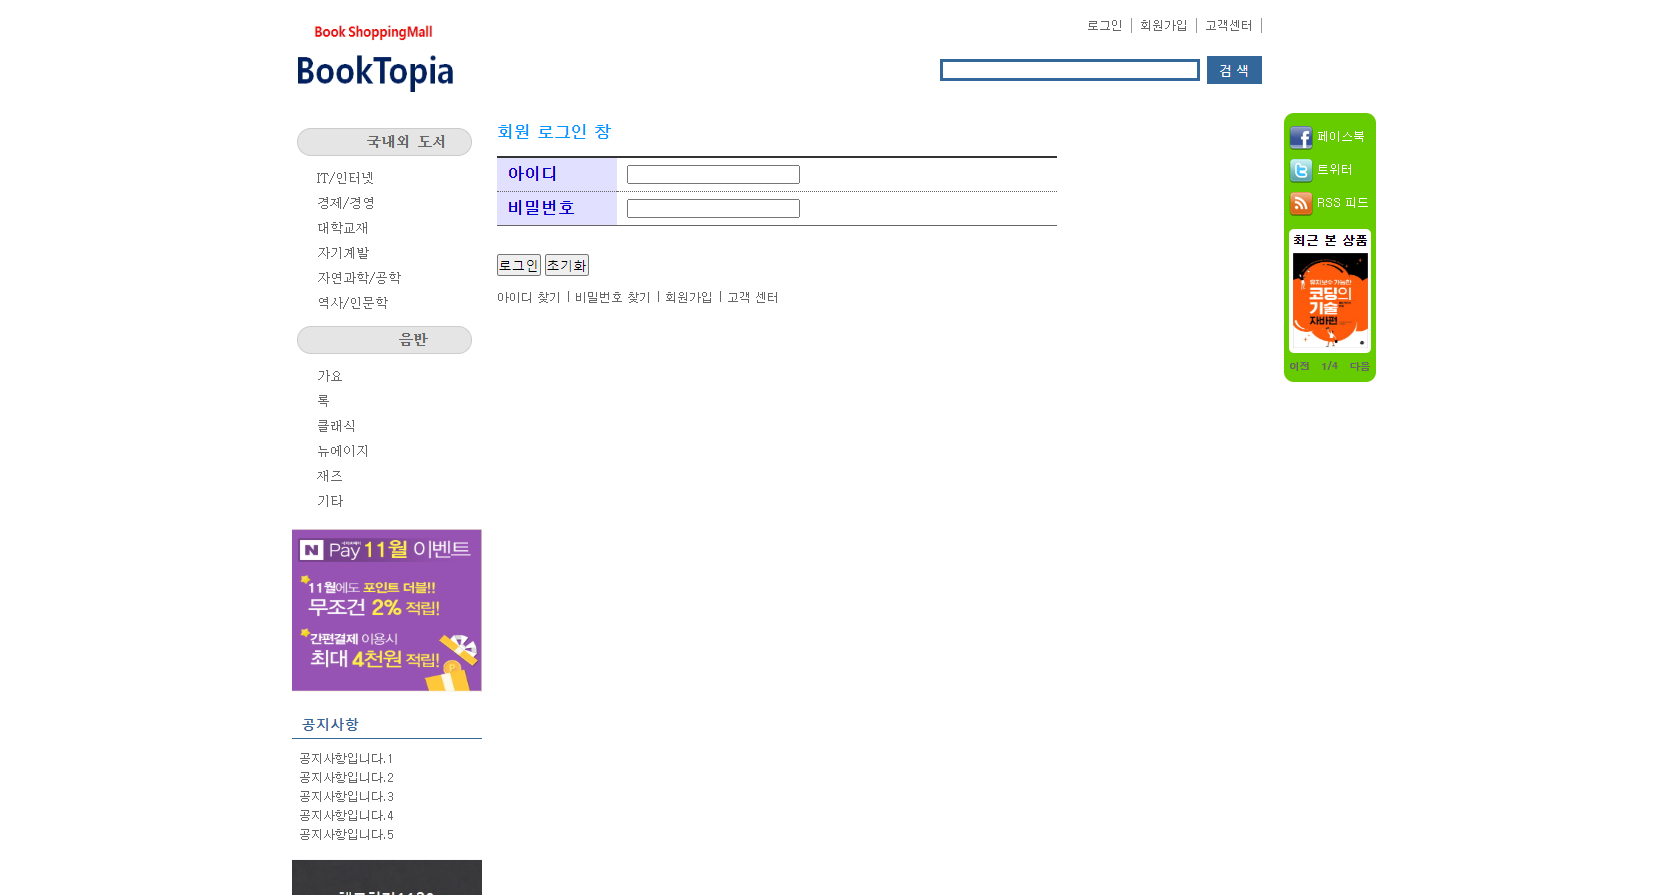 로그인 회원가입 고객센터
Book ShoppingMall
BookTopia
검 색
국내외 도서
IT/인터넷
경제/경영
대학교재
자기계발
자연과학/공학
역사/인문학
음반
가요
록
클래식
뉴에이지
재즈
기타
N Pay 11월 이벤트
11월에도 포인트 더블!!
무조건 2% 적립!
간편결제 이용시
최대 4천원 적립!
공지사항
공지사항입니다.1
공지사항입니다.2
공지사항입니다.3
공지사항입니다.4
공지사항입니다.5
회원 로그인 창
아이디
비밀번호
로그인 초기화
아이디 찾기 | 비밀번호 찾기 | 회원가입 | 고객 센터
페이스북
트위터
RSS 피드
최근 본 상품
유지보수 가능한
코딩의
기술
자바편
이전 1/4 다음